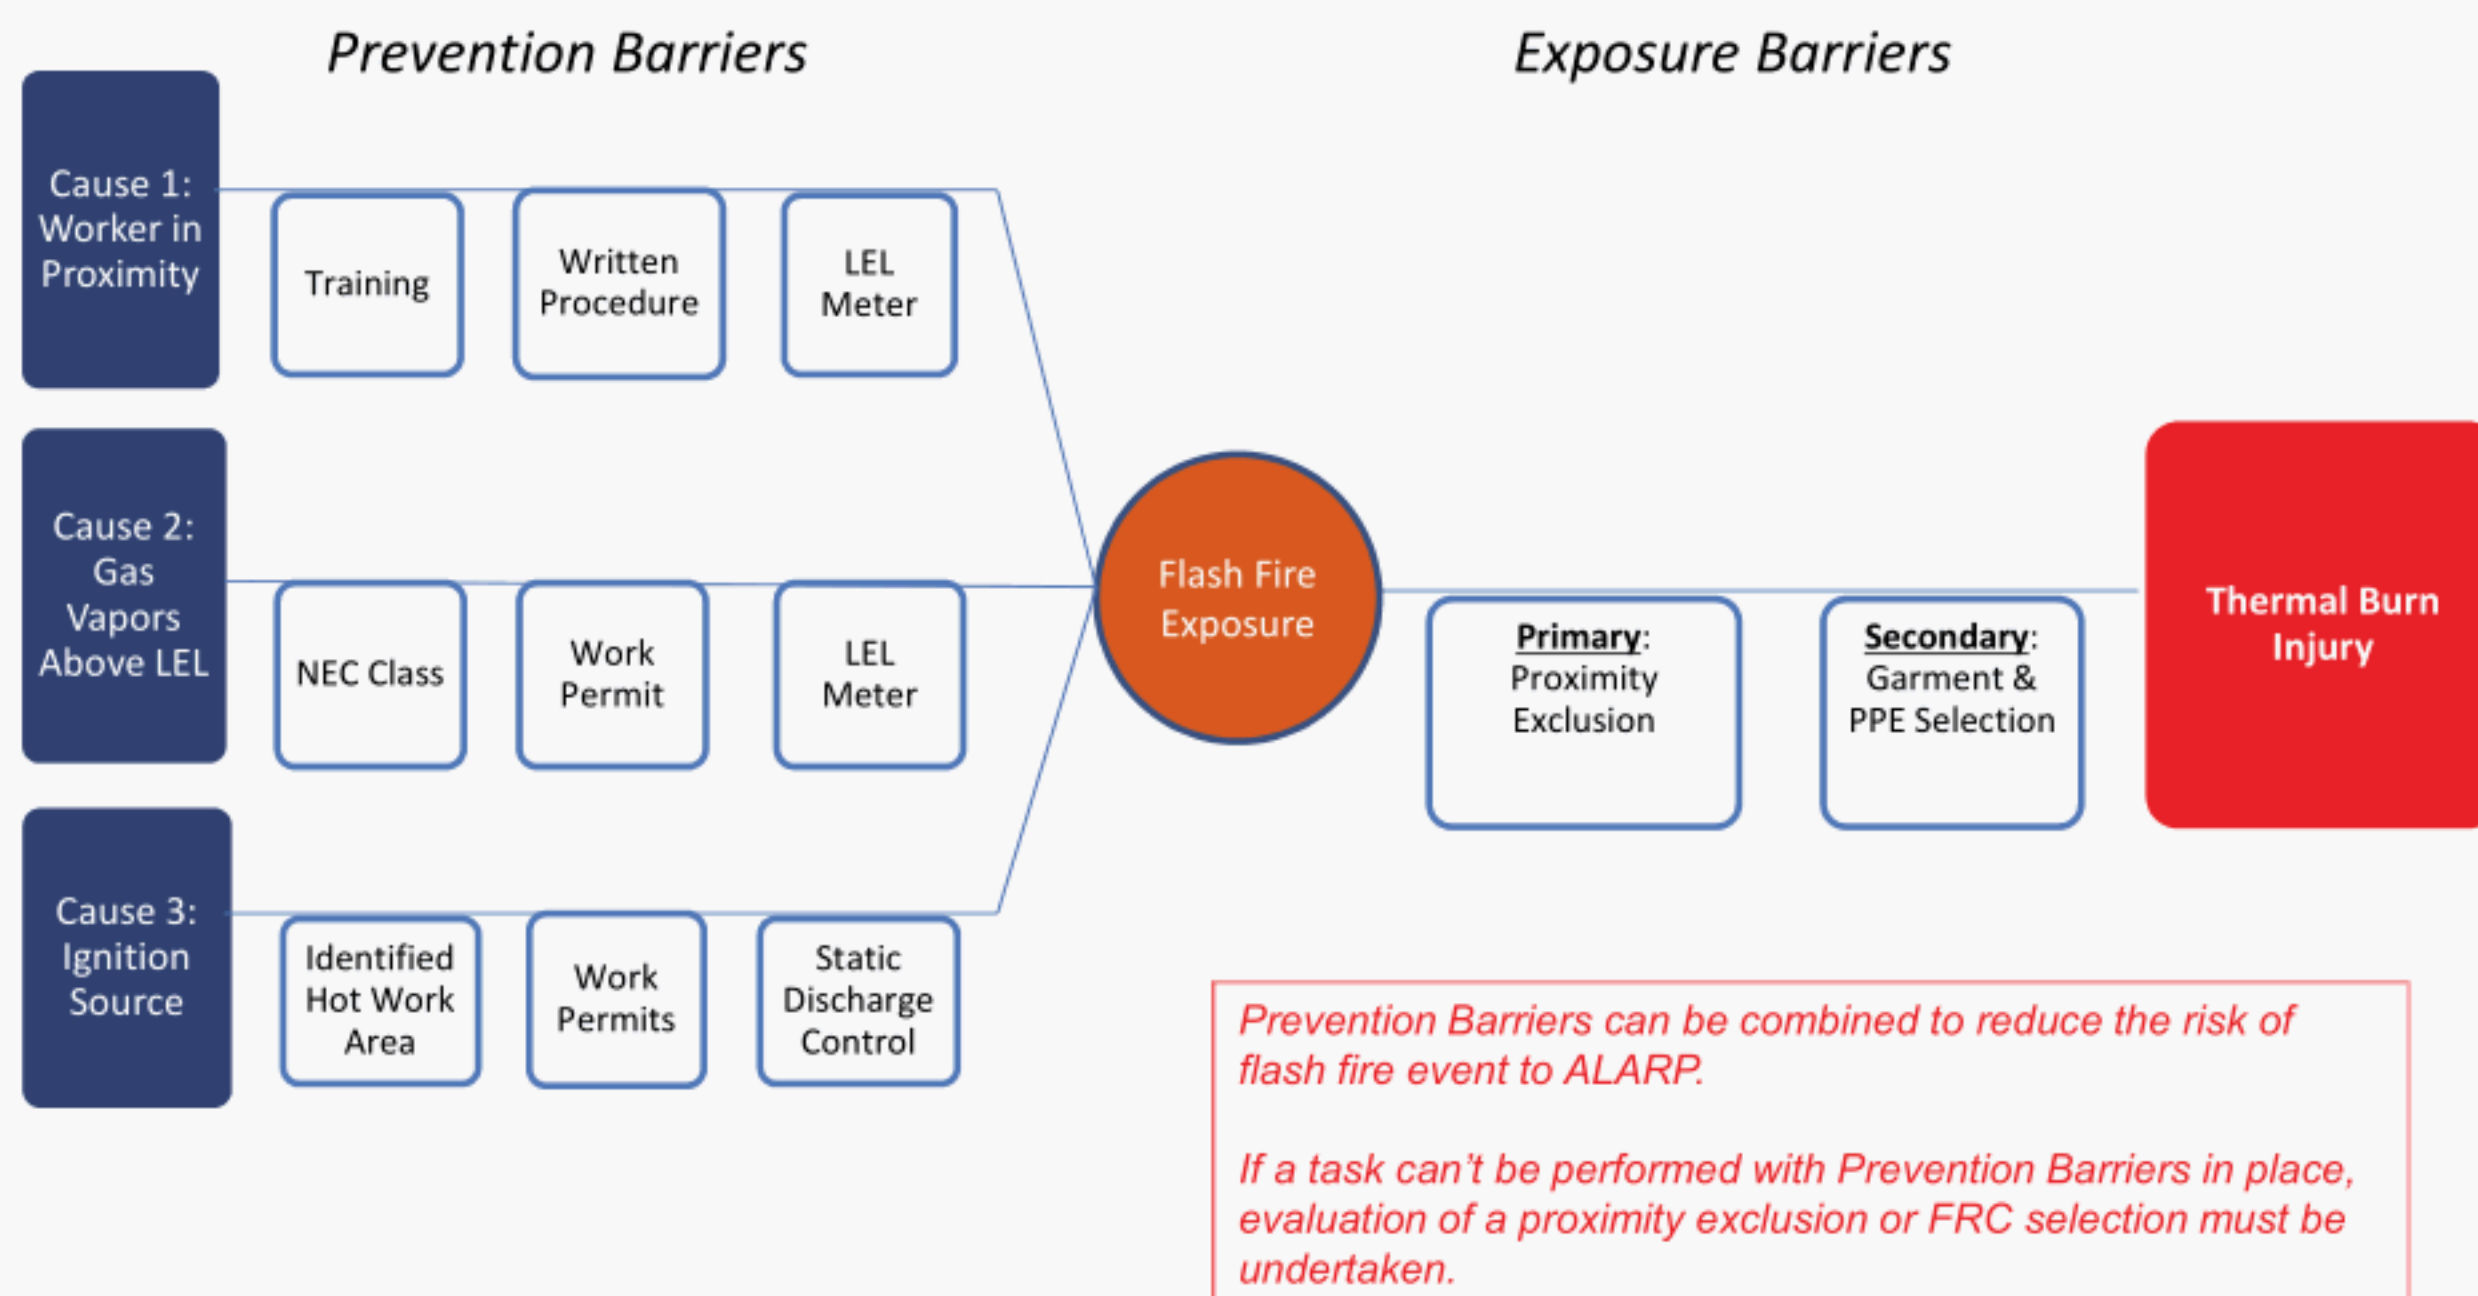 Prevention Barriers
Exposure Barriers
Cause 1:
Worker in
Proximity
Training
Written
Procedure
LEL
Meter
Cause 2:
Gas
Vapors
Above LEL
NEC Class
Work
Permit
LEL
Meter
Cause 3:
Ignition
Source
Identified
Hot Work
Area
Work
Permits
Static
Discharge
Control
Flash Fire
Exposure
Primary:
Proximity
Exclusion
Secondary:
Garment &
PPE Selection
Thermal Burn
Injury
Prevention Barriers can be combined to reduce the risk of
flash fire event to ALARP.
If a task can't be performed with Prevention Barriers in place,
evaluation of a proximity exclusion or FRC selection must be
undertaken.